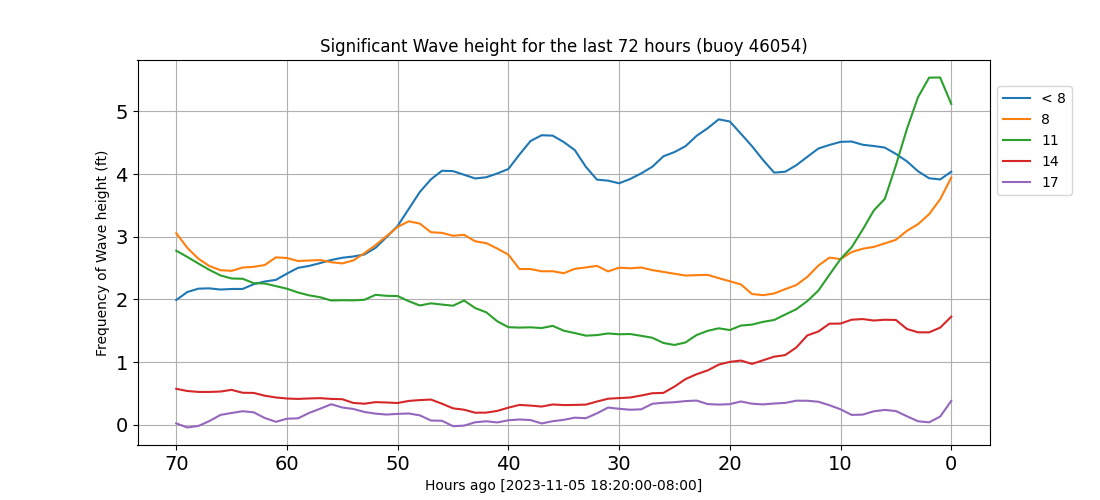 Significant Wave height for the last 72 hours (buoy 46054)
Frequency of Wave height (ft)
5
4
3
2
1
0
70 60 50 40 30 20 10 0
Hours ago [2023-11-05 18:20:00-08:00]
< 8
8
11
14
17